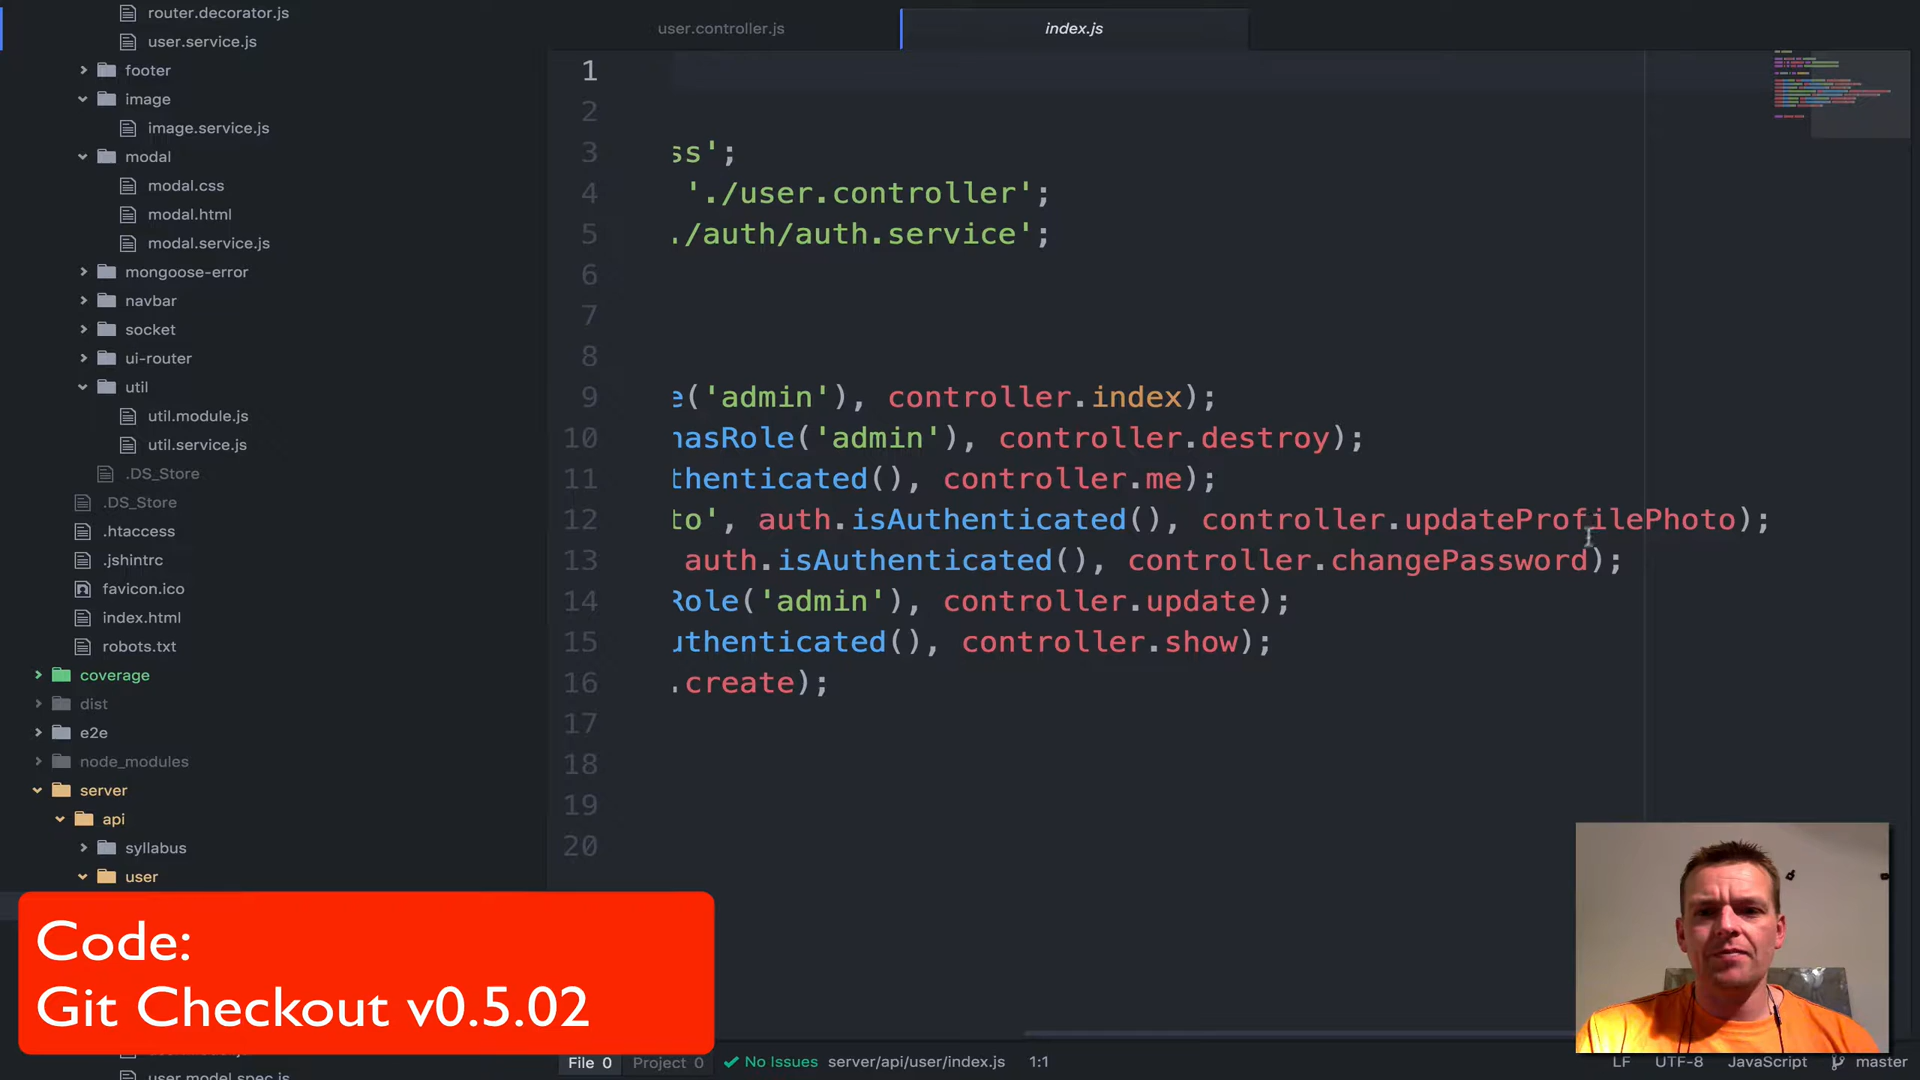 router.decorator.js
user.service.js
footer
image
image.service.js
modal
modal.css
modal.html
modal.service.js
mongoose-error
navbar
socket
ui-router
util
util.module.js
util.service.js
.DS_Store
.DS_Store
.htaccess
.jshintrc
favicon.ico
index.html
robots.txt
coverage
dist
e2e
node_modules
server
api
syllabus
user
user.model.spec.js
user.controller.js
index.js
1
2
3 ss';
4 './user.controller';
5 ./auth/auth.service';
6
7
8
9 e('admin'), controller.index);
10 hasRole('admin'), controller.destroy);
11 thenticated(), controller.me);
12 to', auth.isAuthenticated(), controller.updateProfilePhoto);
13 auth.isAuthenticated(), controller.changePassword);
14 Role('admin'), controller.update);
15 uthenticated(), controller.show);
16 .create);
17
18
19
20
Code:
Git Checkout v0.5.02
File 0 Project 0 No Issues server/api/user/index.js 1:1 LF UTF-8 JavaScript master